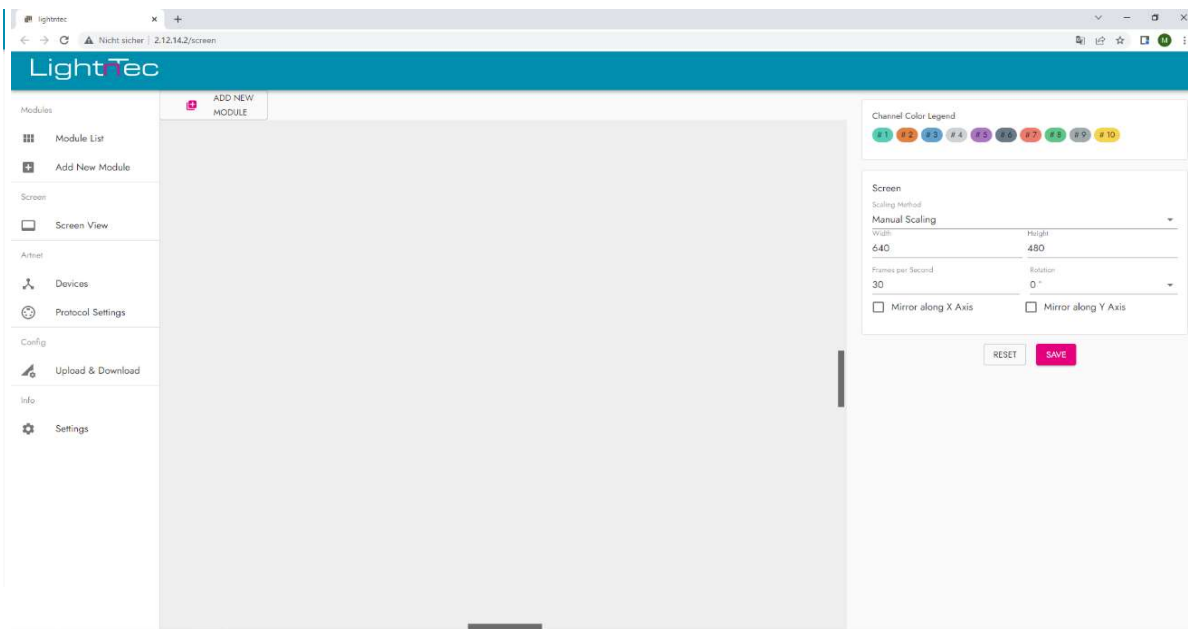 lightntec
Nicht sicher 2.12.14.2/screen
M
LightnTec
ADD NEW
MODULE
Modules
Module List
Add New Module
Screen
Screen View
Artnet
Devices
Protocol Settings
Config
Upload & Download
Info
Settings
Channel Color Legend
# 1 # 2 # 3 # 4 # 5 # 6 # 7 # 8 # 9 # 10
Screen
Scaling Method
Manual Scaling
Width Height
640 480
Frames per Second Rotation
30 0 °
Mirror along X Axis Mirror along Y Axis
RESET SAVE